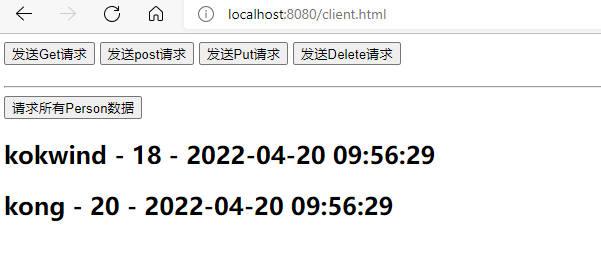 localhost:8080/client.html
发送Get请求 发送post请求 发送Put请求 发送Delete请求
请求所有Person数据
kokwind - 18 - 2022-04-20 09:56:29
kong - 20 - 2022-04-20 09:56:29